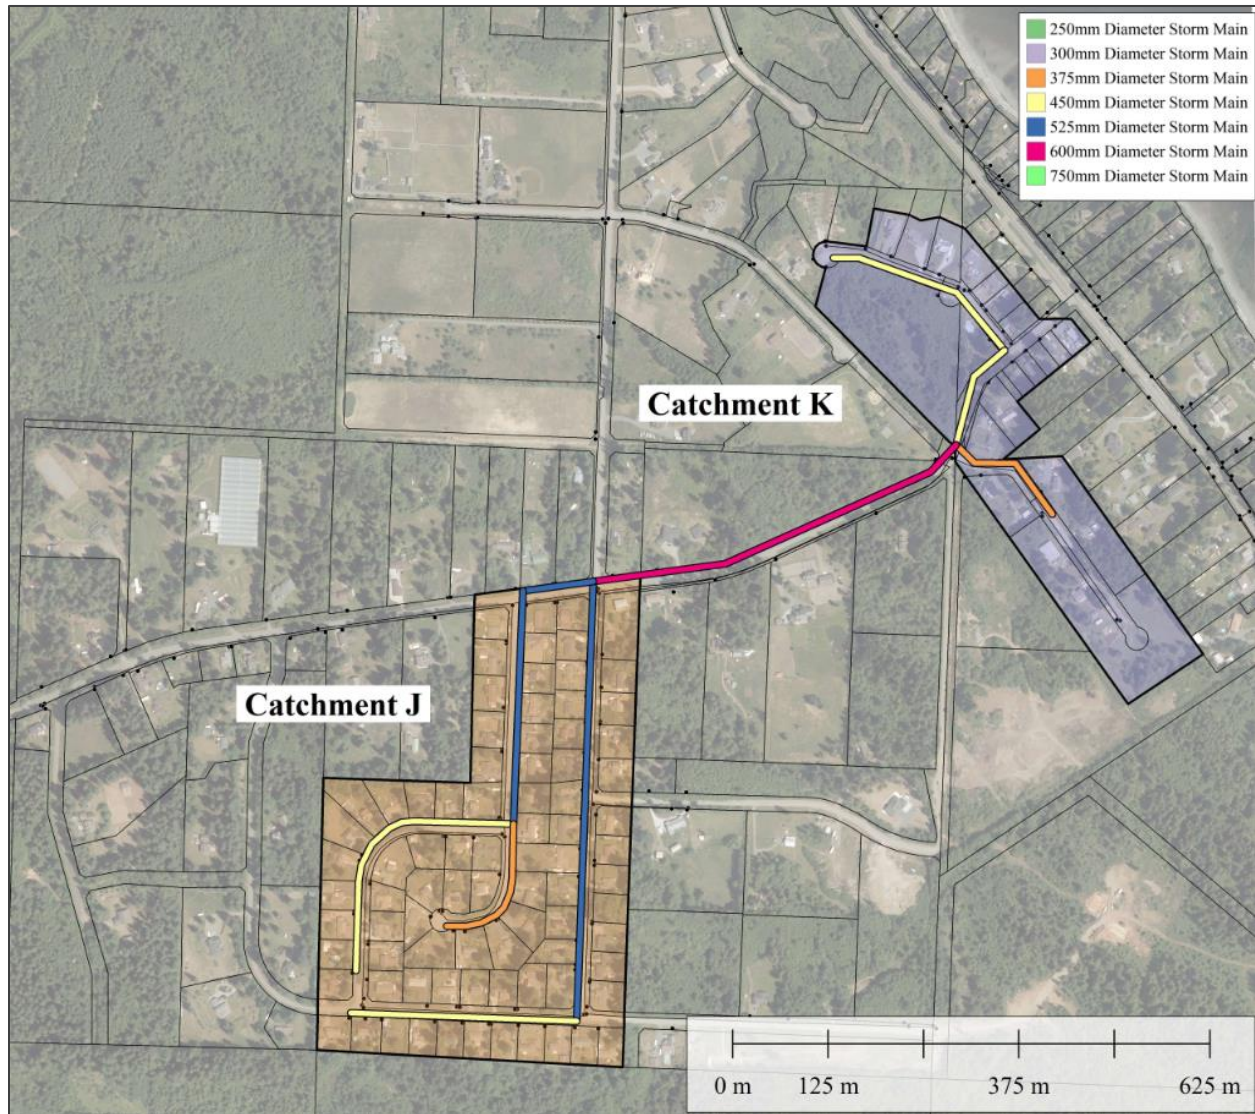 250mm Diameter Storm Main
300mm Diameter Storm Main
375mm Diameter Storm Main
450mm Diameter Storm Main
525mm Diameter Storm Main
600mm Diameter Storm Main
750mm Diameter Storm Main
Catchment K
Catchment J
0 m 125 m 375 m 625 m